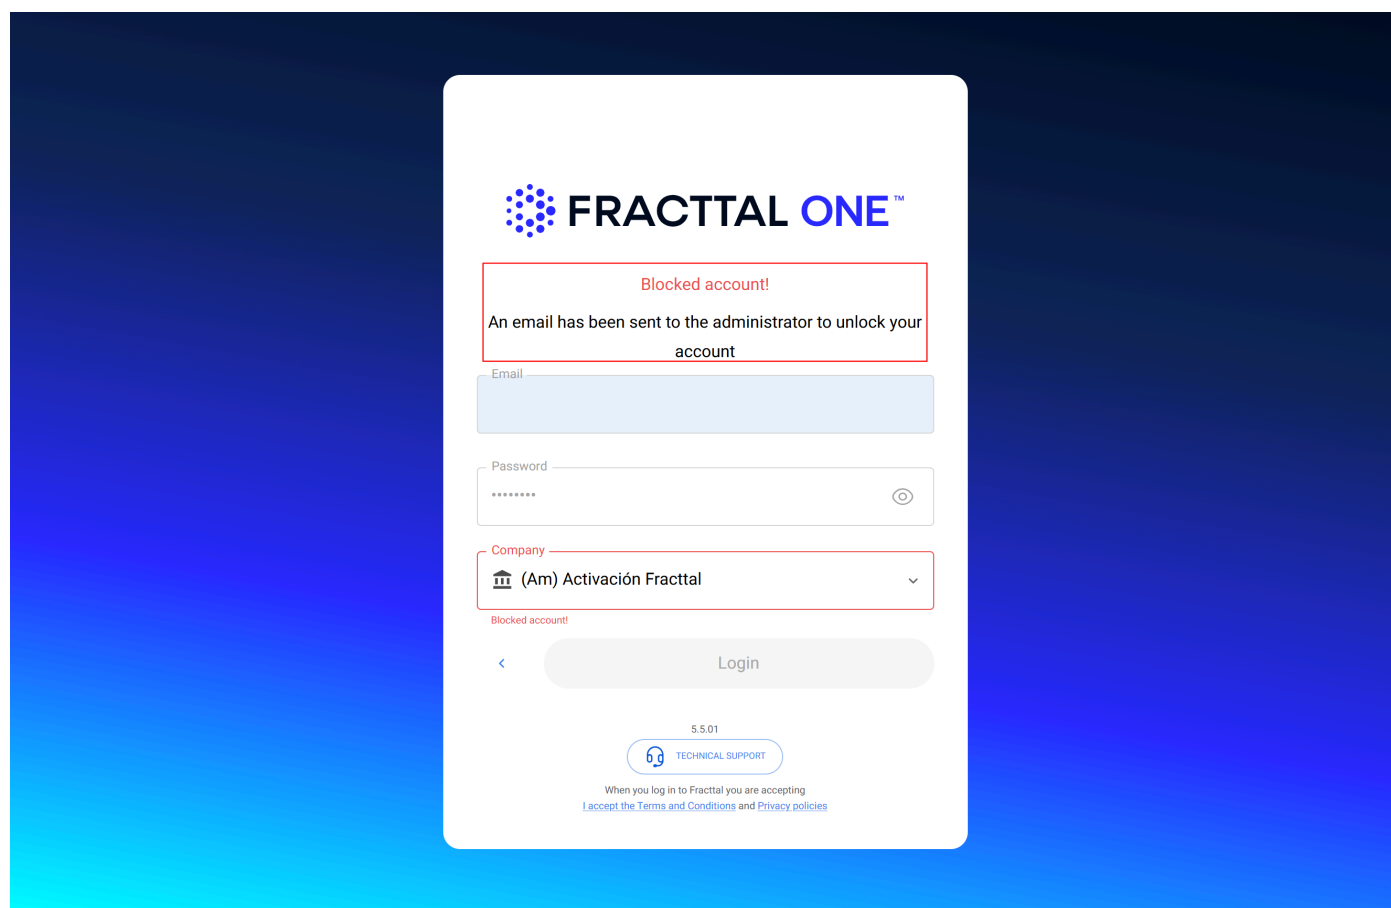 FRACTTAL ONE™
Blocked account!
An email has been sent to the administrator to unlock your
account
Email
Password
Company
(Am) Activación Fracttal
Blocked account!
Login
5.5.01
TECHNICAL SUPPORT
When you log in to Fracttal you are accepting
I accept the Terms and Conditions and Privacy policies